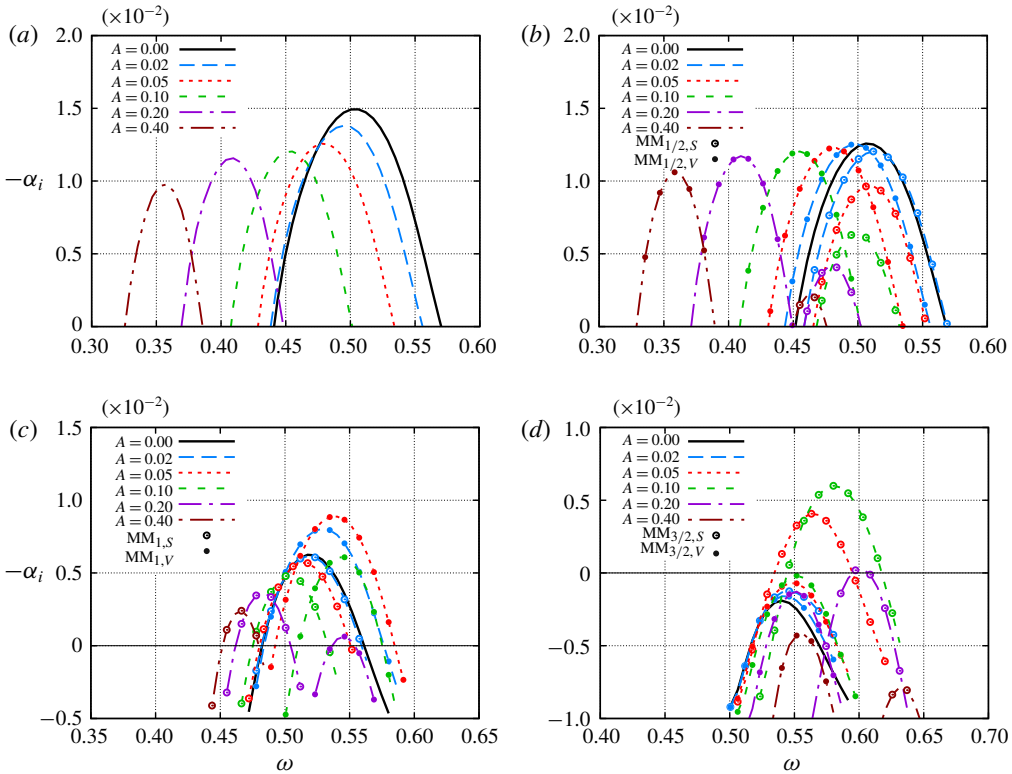 (×10⁻²)
(a)
2.0
1.5
1.0
0.5
0
−αᵢ
A = 0.00
A = 0.02
A = 0.05
A = 0.10
A = 0.20
A = 0.40
0.30 0.35 0.40 0.45 0.50 0.55 0.60
(×10⁻²)
(b)
2.0
1.5
1.0
0.5
0
A = 0.00
A = 0.02
A = 0.05
A = 0.10
A = 0.20
A = 0.40
MM₁/₂,S
MM₁/₂,V
0.30 0.35 0.40 0.45 0.50 0.55 0.60
(×10⁻²)
(c)
1.5
1.0
0.5
0
−0.5
−αᵢ
A = 0.00
A = 0.02
A = 0.05
A = 0.10
A = 0.20
A = 0.40
MM₁,S
MM₁,V
0.35 0.40 0.45 0.50 0.55 0.60 0.65
ω
(×10⁻²)
(d)
1.0
0.5
0
−0.5
−1.0
A = 0.00
A = 0.02
A = 0.05
A = 0.10
A = 0.20
A = 0.40
MM₃/₂,S
MM₃/₂,V
0.40 0.45 0.50 0.55 0.60 0.65 0.70
ω